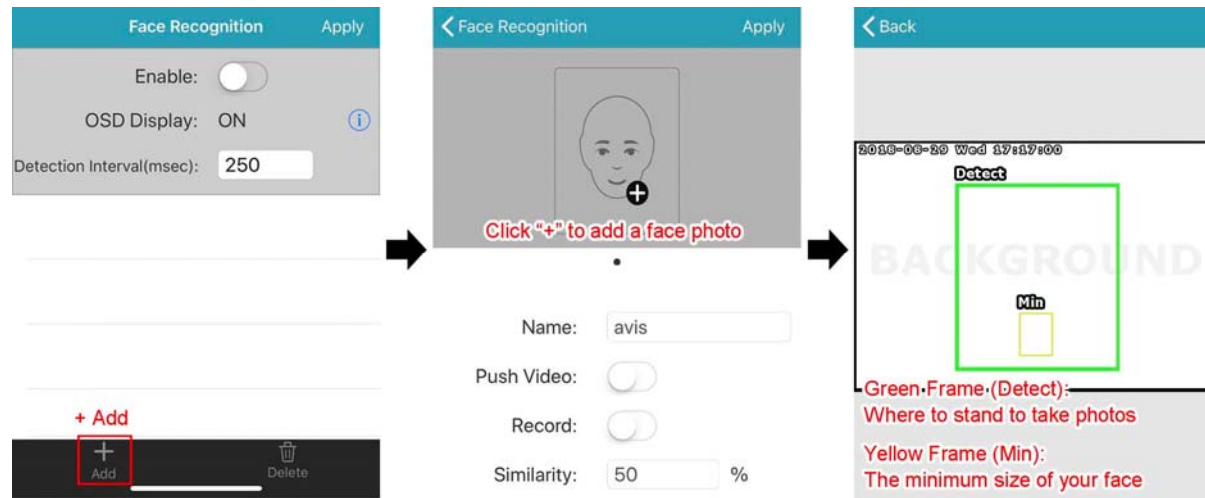 Face Recognition
Apply
Enable:
OSD Display: ON
Detection Interval(msec): 250
+ Add
Add
Delete
Face Recognition
Apply
Click “+” to add a face photo
Name: avis
Push Video:
Record:
Similarity: 50 %
Back
2018-08-29 Wed 17:17:00
Detect
BACKGROUND
Min
Green Frame (Detect):
Where to stand to take photos
Yellow Frame (Min):
The minimum size of your face